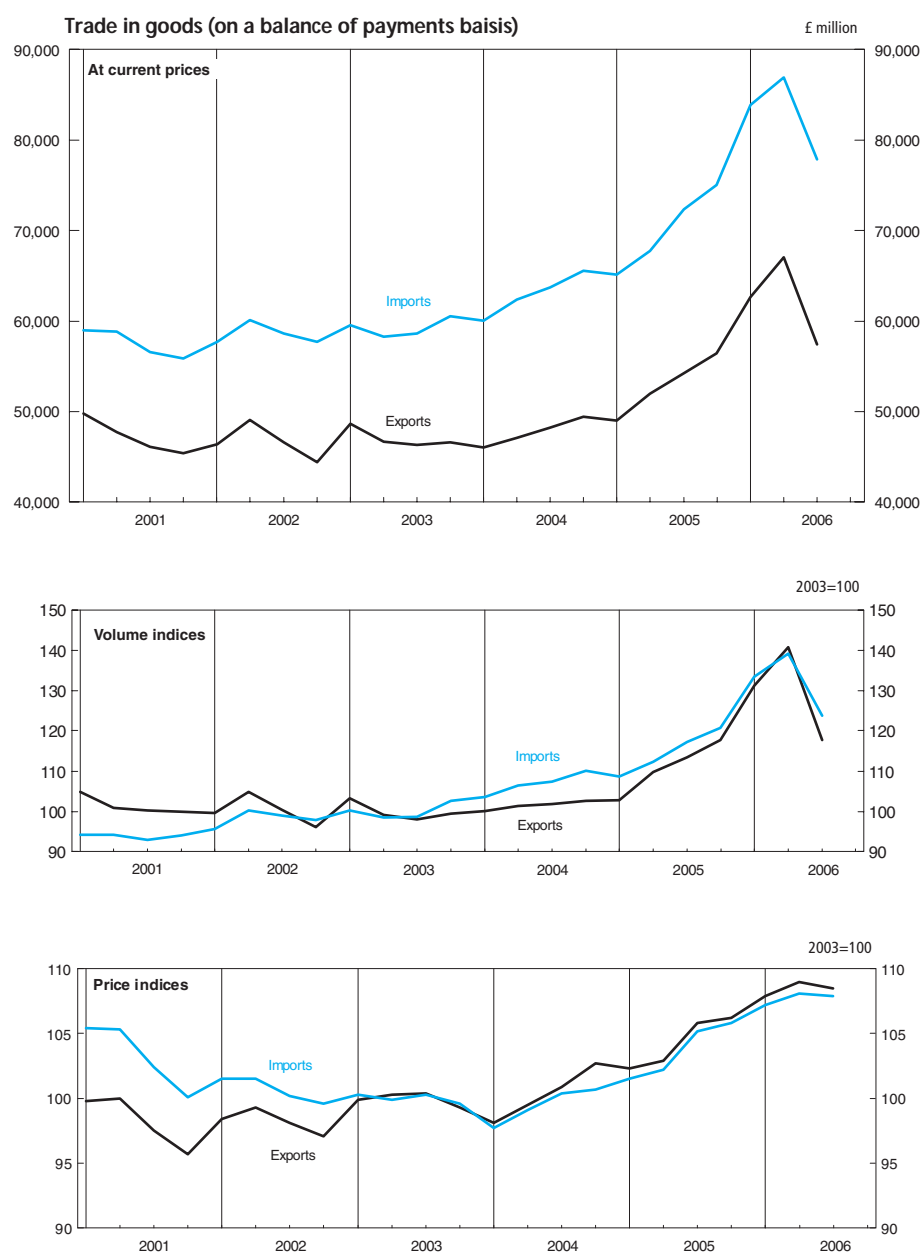 Trade in goods (on a balance of payments baisis)
£ million
At current prices
90,000 90,000
80,000 80,000
70,000 70,000
Imports
60,000 60,000
Exports
50,000 50,000
40,000 40,000
2001 2002 2003 2004 2005 2006
2003=100
Volume indices
150 150
140 140
130 130
120 120
Imports
110 110
100 100
Exports
90 90
2001 2002 2003 2004 2005 2006
2003=100
Price indices
110 110
105 105
Imports
100 100
Exports
95 95
90 90
2001 2002 2003 2004 2005 2006